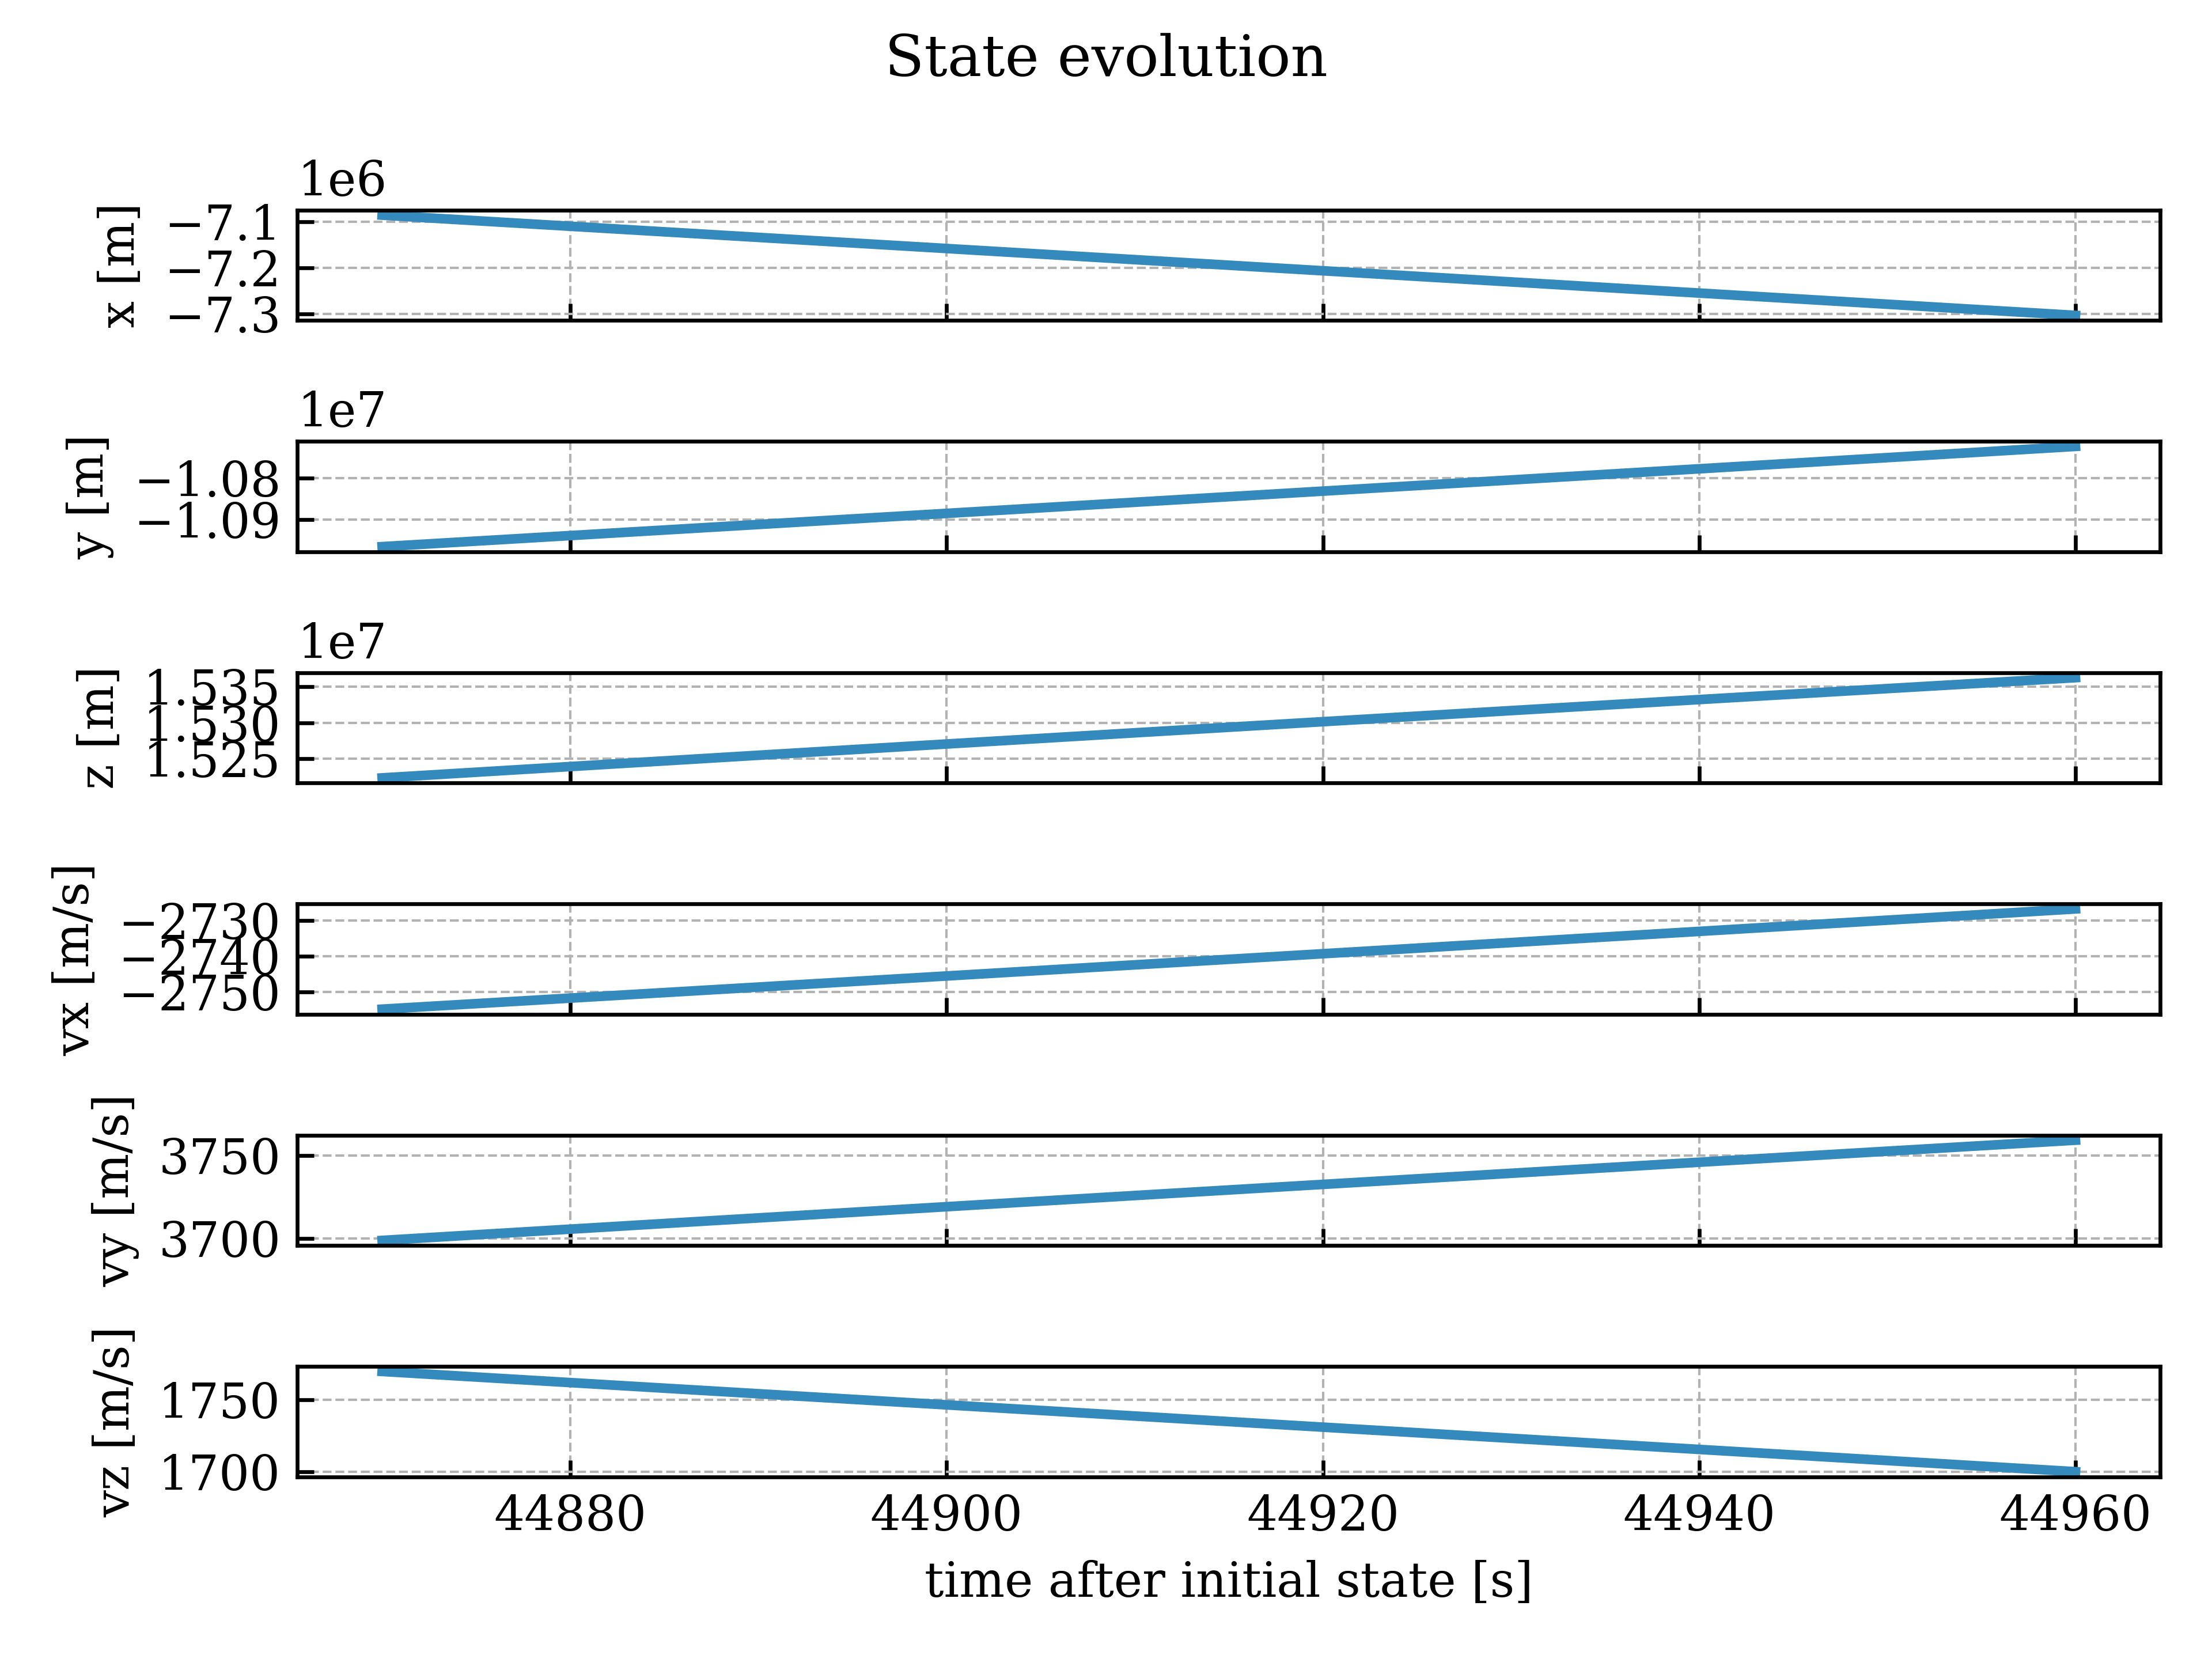 State evolution
1e6
x [m]
−7.1
−7.2
−7.3
1e7
y [m]
−1.08
−1.09
1e7
z [m]
1.535
1.530
1.525
vx [m/s]
−2730
−2740
−2750
vy [m/s]
3750
3700
vz [m/s]
1750
1700
44880 44900 44920 44940 44960
time after initial state [s]